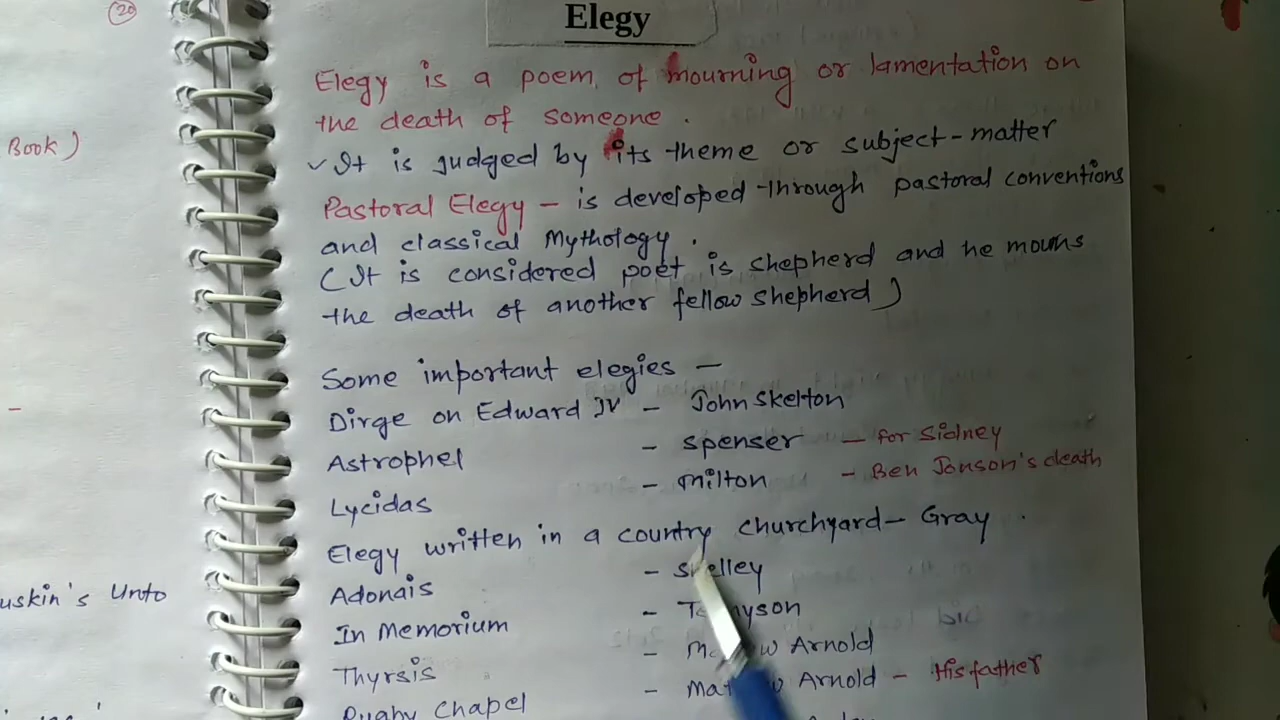 20
Elegy
Elegy is a poem of mourning or lamentation on
the death of someone.
Book)
✓ It is judged by its theme or subject-matter
Pastoral Elegy - is developed through pastoral conventions
and classical Mythology.
(It is considered poet is shepherd and he mourns
the death of another fellow shepherd)
Some important elegies -
Dirge on Edward IV - John Skelton
Astrophel - Spenser - for Sidney
Lycidas - Milton - Ben Jonson's death
Elegy written in a country churchyard - Gray.
Adonais - Shelley
uskin's Unto
In Memorium - Tennyson
Thyrsis - Matthew Arnold
Rugby Chapel - Matthew Arnold - His father